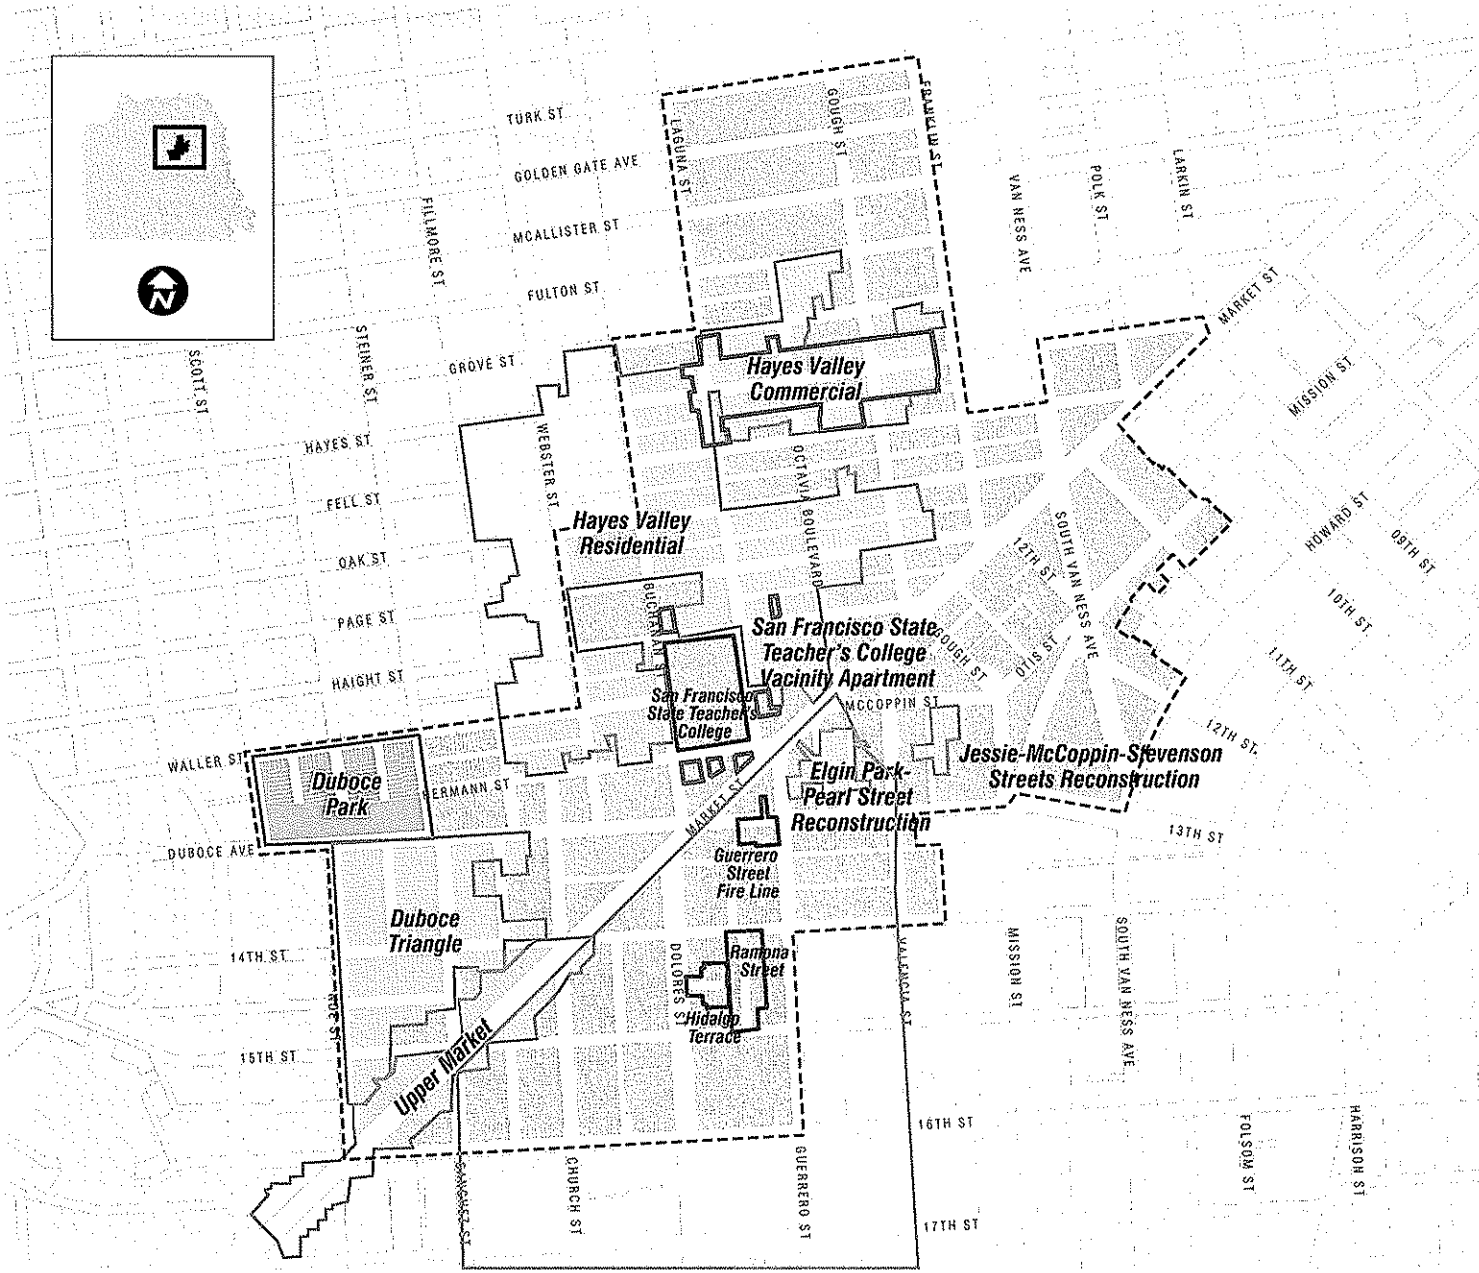 TURK ST
GOLDEN GATE AVE
MCALLISTER ST
FULTON ST
LAGUNA ST
GOUGH ST
FRANKLIN ST
VAN NESS AVE
POLK ST
LARKIN ST
N
FILLMORE ST
STEINER ST
SCOTT ST
GROVE ST
HAYES ST
FELL ST
OAK ST
PAGE ST
HAIGHT ST
WEBSTER ST
Hayes Valley
Commercial
MARKET ST
MISSION ST
HOWARD ST
09TH ST
10TH ST
11TH ST
12TH ST
OCTAVIA BOULEVARD
Hayes Valley
Residential
12TH ST
SOUTH VAN NESS AVE
GOUGH ST
OTIS ST
BUCHANAN
San Francisco State
Teacher's College
Vacinity Apartment
San Francisco
State Teacher's
College
MCCOPPIN ST
WALLER ST
Duboce
Park
HERMANN ST
DUBOCE AVE
MARKET ST
Elgin Park-
Pearl Street
Reconstruction
Jessie-McCoppin-Stevenson
Streets Reconstruction
13TH ST
Guerrero
Street
Fire Line
Duboce
Triangle
14TH ST
15TH ST
NOE ST
DOLORES ST
Ramona
Street
Hidalgo
Terrace
VALENCIA ST
MISSION ST
SOUTH VAN NESS AVE
Upper Market
16TH ST
17TH ST
SANCHEZ ST
CHURCH ST
GUERRERO ST
FOLSOM ST
HARRISON ST